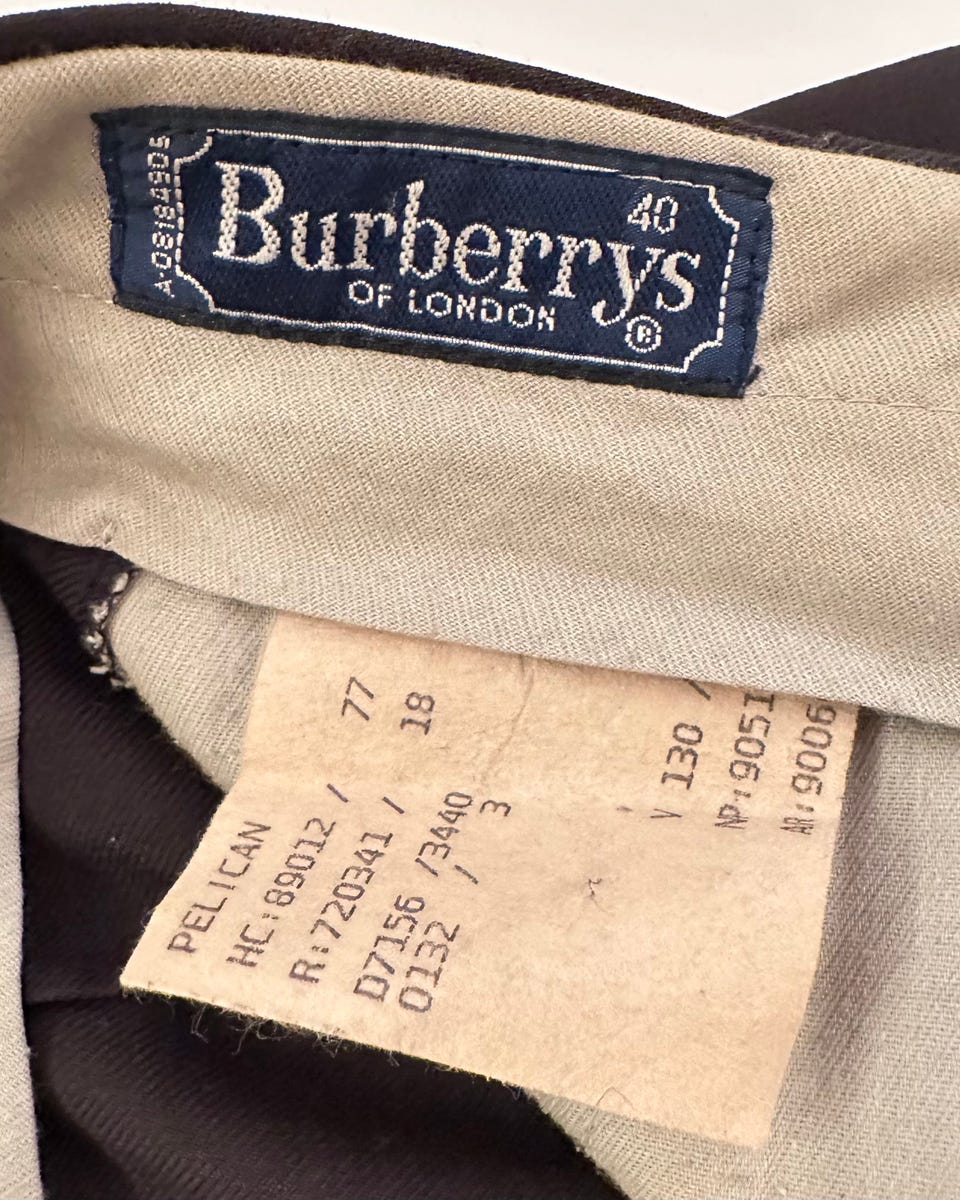 A·08184305
Burberrys
40
OF LONDON
®
PELICAN
HC:89012 / 77
R:720341 / 18
D7156 /3440
0132 / 3
V 130 /
NP:9051
AR:9006